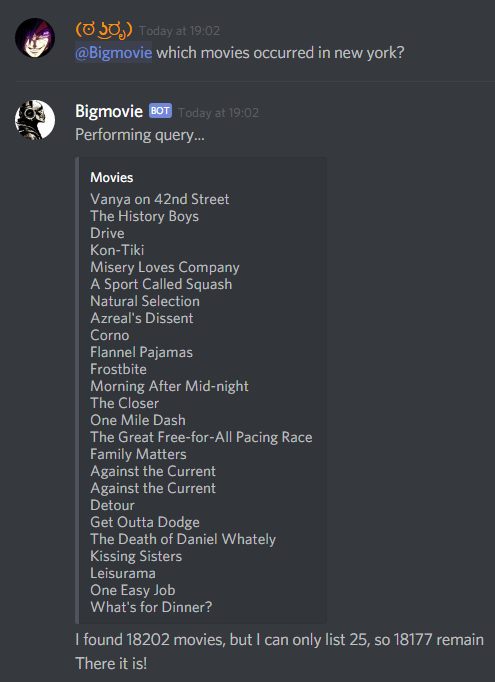 (ಠ ͜ʖಠೃ) Today at 19:02
@Bigmovie which movies occurred in new york?
Bigmovie BOT Today at 19:02
Performing query...
Movies
Vanya on 42nd Street
The History Boys
Drive
Kon-Tiki
Misery Loves Company
A Sport Called Squash
Natural Selection
Azreal's Dissent
Corno
Flannel Pajamas
Frostbite
Morning After Mid-night
The Closer
One Mile Dash
The Great Free-for-All Pacing Race
Family Matters
Against the Current
Against the Current
Detour
Get Outta Dodge
The Death of Daniel Whately
Kissing Sisters
Leisurama
One Easy Job
What's for Dinner?
I found 18202 movies, but I can only list 25, so 18177 remain
There it is!